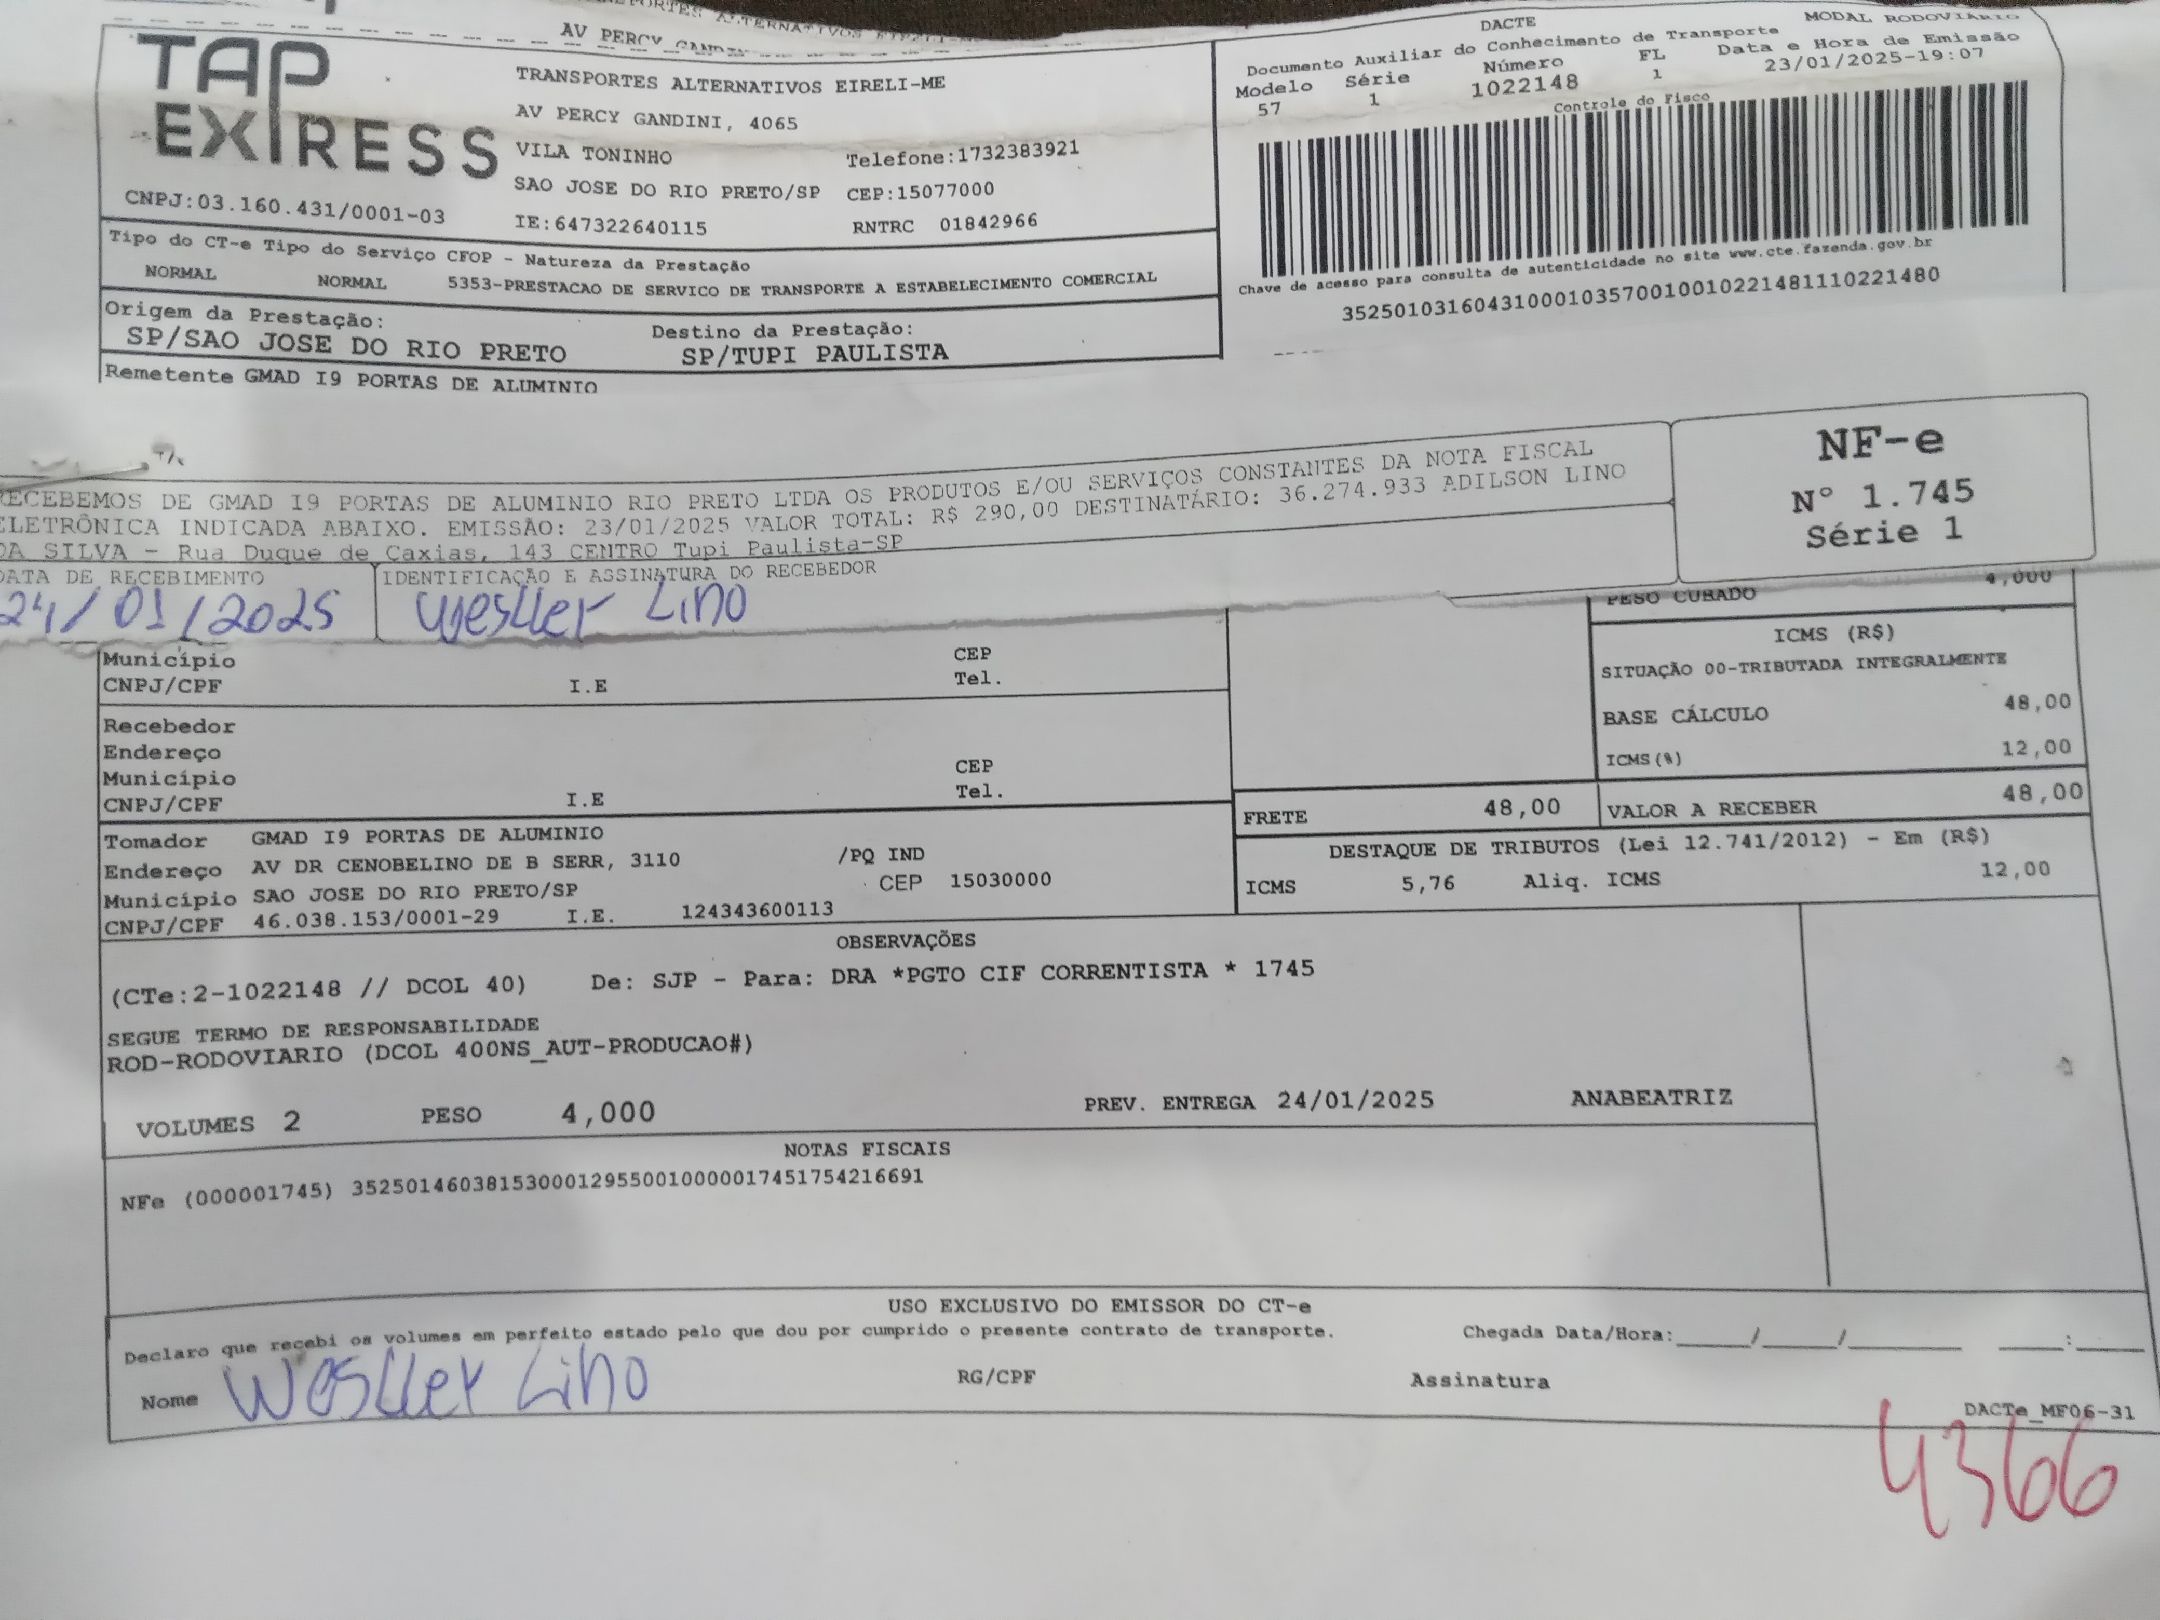 AV PERCY GANDINI
TAP
EXPRESS
CNPJ:03.160.431/0001-03
TRANSPORTES ALTERNATIVOS EIRELI-ME
AV PERCY GANDINI, 4065
VILA TONINHO Telefone:1732383921
SAO JOSE DO RIO PRETO/SP CEP:15077000
IE:647322640115 RNTRC 01842966
DACTE MODAL RODOVIÁRIO
Documento Auxiliar do Conhecimento de Transporte
Modelo Série Número FL Data e Hora de Emissão
57 1 1022148 1 23/01/2025-19:07
Controle do Fisco
Chave de acesso para consulta de autenticidade no site www.cte.fazenda.gov.br
35250103160431000103570010010221481110221480
Tipo do CT-e Tipo do Serviço CFOP - Natureza da Prestação
NORMAL NORMAL 5353-PRESTACAO DE SERVICO DE TRANSPORTE A ESTABELECIMENTO COMERCIAL
Origem da Prestação: Destino da Prestação:
SP/SAO JOSE DO RIO PRETO SP/TUPI PAULISTA
Remetente GMAD I9 PORTAS DE ALUMINIO
RECEBEMOS DE GMAD I9 PORTAS DE ALUMINIO RIO PRETO LTDA OS PRODUTOS E/OU SERVIÇOS CONSTANTES DA NOTA FISCAL
ELETRÔNICA INDICADA ABAIXO. EMISSÃO: 23/01/2025 VALOR TOTAL: R$ 290,00 DESTINATÁRIO: 36.274.933 ADILSON LINO
DA SILVA - Rua Duque de Caxias, 143 CENTRO Tupi Paulista-SP
NF-e
Nº 1.745
Série 1
DATA DE RECEBIMENTO IDENTIFICAÇÃO E ASSINATURA DO RECEBEDOR
24/01/2025 Wesller Lino
PESO CUBADO 4,000
Município CEP
CNPJ/CPF I.E Tel.
Recebedor
Endereço
Município CEP
CNPJ/CPF I.E Tel.
ICMS (R$)
SITUAÇÃO 00-TRIBUTADA INTEGRALMENTE
BASE CÁLCULO 48,00
ICMS(%) 12,00
FRETE 48,00 VALOR A RECEBER 48,00
DESTAQUE DE TRIBUTOS (Lei 12.741/2012) - Em (R$)
ICMS 5,76 Aliq. ICMS 12,00
Tomador GMAD I9 PORTAS DE ALUMINIO
Endereço AV DR CENOBELINO DE B SERR, 3110 /PQ IND
Município SAO JOSE DO RIO PRETO/SP CEP 15030000
CNPJ/CPF 46.038.153/0001-29 I.E. 124343600113
OBSERVAÇÕES
(CTe:2-1022148 // DCOL 40) De: SJP - Para: DRA *PGTO CIF CORRENTISTA * 1745
SEGUE TERMO DE RESPONSABILIDADE
ROD-RODOVIARIO (DCOL 400NS_AUT-PRODUCAO#)
VOLUMES 2 PESO 4,000 PREV. ENTREGA 24/01/2025 ANABEATRIZ
NOTAS FISCAIS
NFe (000001745) 35250146038153000129550010000017451754216691
USO EXCLUSIVO DO EMISSOR DO CT-e
Declaro que recebi os volumes em perfeito estado pelo que dou por cumprido o presente contrato de transporte. Chegada Data/Hora:____/____/______ ___:___
Nome Wesller Lino RG/CPF Assinatura
DACTe_MF06-31
4366